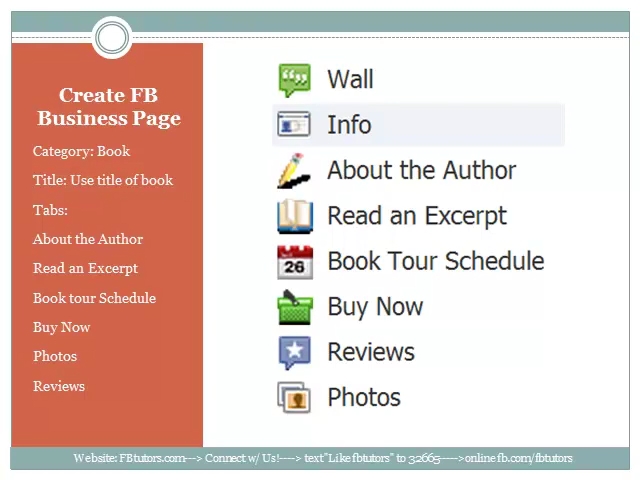 Create FB
Business Page
Category: Book
Title: Use title of book
Tabs:
About the Author
Read an Excerpt
Book tour Schedule
Buy Now
Photos
Reviews
Wall
Info
About the Author
Read an Excerpt
26
Book Tour Schedule
Buy Now
Reviews
Photos
Website: FBtutors.com---> Connect w/ Us!----> text"Like fbtutors" to 32665----->onlinefb.com/fbtutors